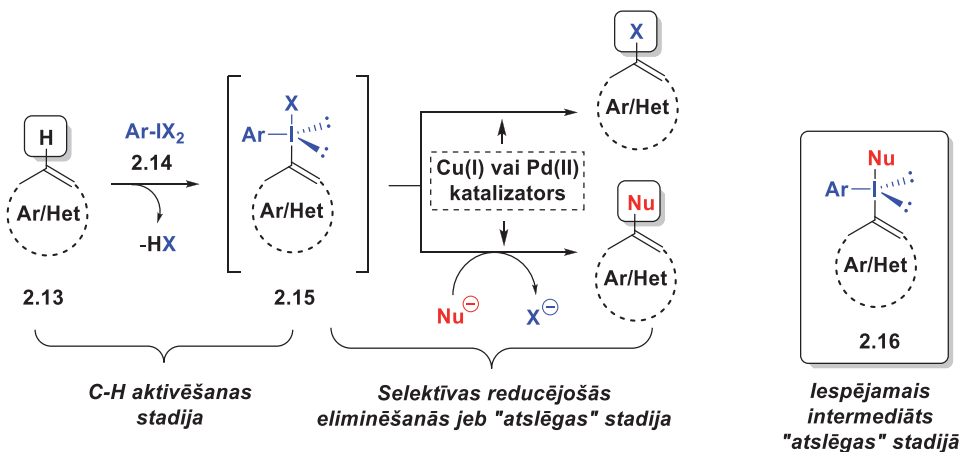 H
Ar/Het
2.13
Ar-IX2
2.14
-HX
X
Ar-I
Ar/Het
2.15
Cu(I) vai Pd(II)
katalizators
X
Ar/Het
Nu
Ar/Het
Nu⊖
X⊖
C-H aktivēšanas
stadija
Selektīvas reducējošās
eliminēšanās jeb "atslēgas" stadija
Nu
Ar-I
Ar/Het
2.16
Iespējamais
intermediāts
"atslēgas" stadijā